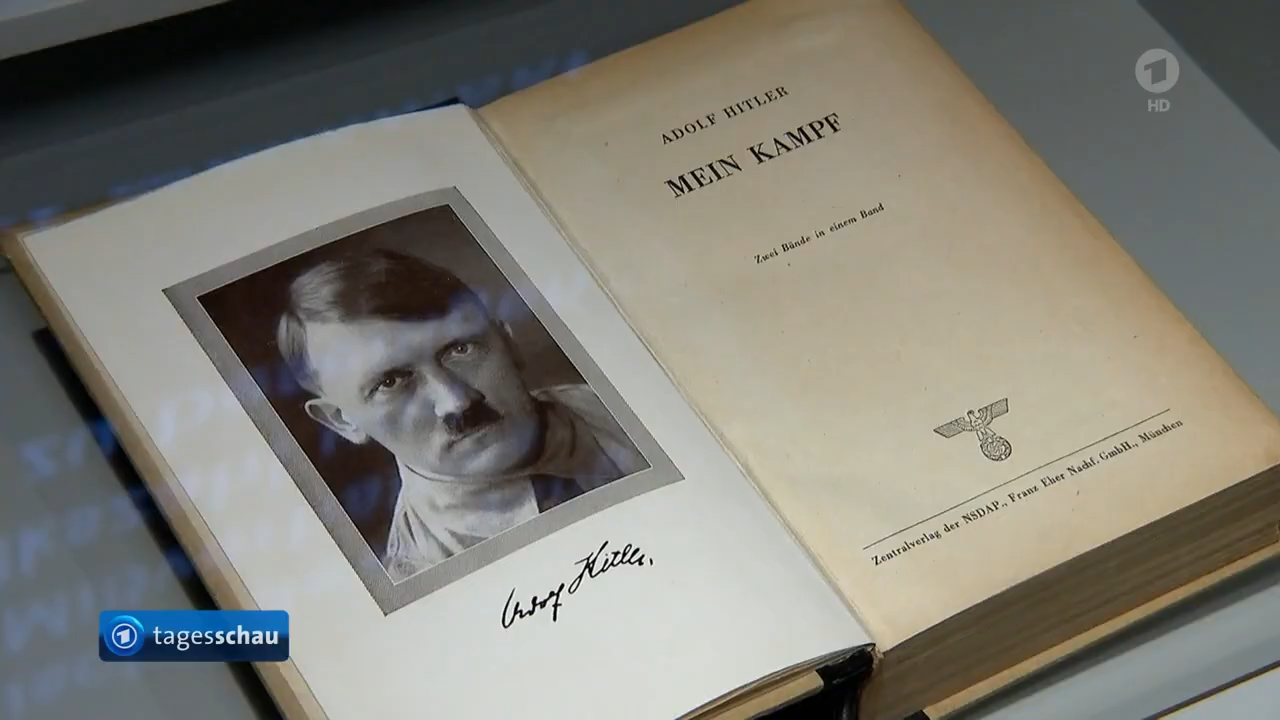 1
HD
ADOLF HITLER
MEIN KAMPF
Zwei Bände in einem Band
Adolf Hitler.
Zentralverlag der NSDAP., Franz Eher Nachf. GmbH., München
1 tagesschau